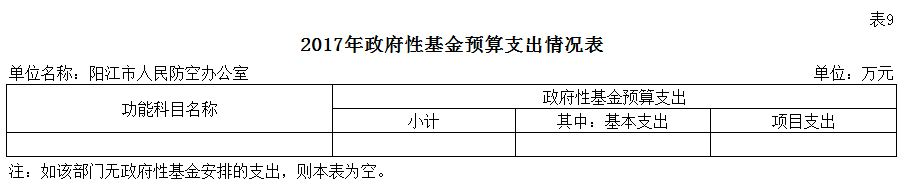 表9
2017年政府性基金预算支出情况表
单位名称：阳江市人民防空办公室 单位：万元
功能科目名称 政府性基金预算支出
小计 其中：基本支出 项目支出
注：如该部门无政府性基金安排的支出，则本表为空。